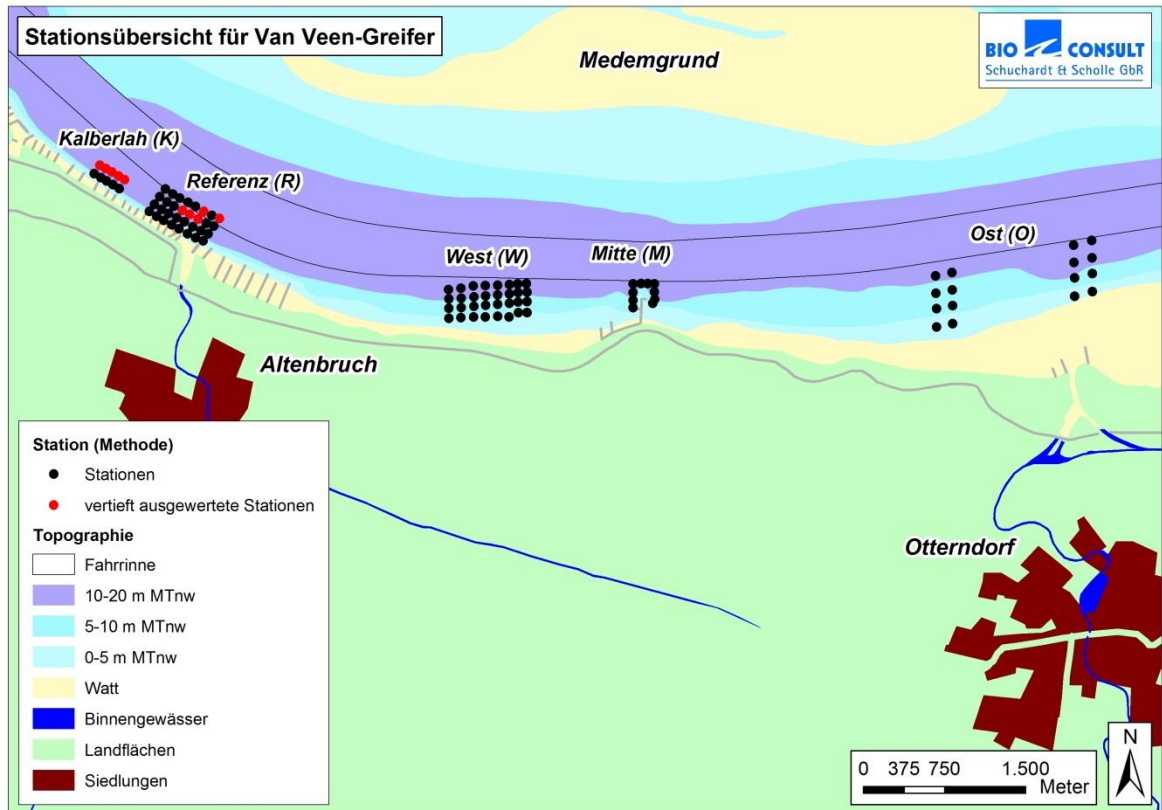 Stationsübersicht für Van Veen-Greifer
BIO CONSULT
Schuchardt & Scholle GbR
Medemgrund
Kalberlah (K)
Referenz (R)
West (W)
Mitte (M)
Ost (O)
Altenbruch
Otterndorf
Station (Methode)
Stationen
vertieft ausgewertete Stationen
Topographie
Fahrrinne
10-20 m MTnw
5-10 m MTnw
0-5 m MTnw
Watt
Binnengewässer
Landflächen
Siedlungen
0 375 750 1.500
Meter
N